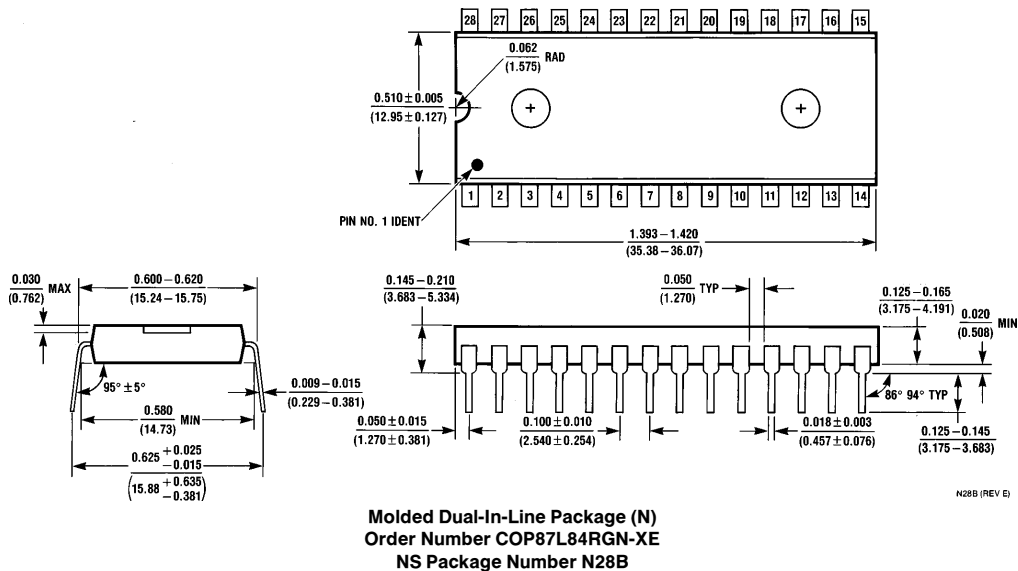 28 27 26 25 24 23 22 21 20 19 18 17 16 15
0.062
(1.575) RAD
0.510 ± 0.005
(12.95 ± 0.127)
PIN NO. 1 IDENT
1 2 3 4 5 6 7 8 9 10 11 12 13 14
1.393 – 1.420
(35.38 – 36.07)
0.030
(0.762) MAX
0.600 – 0.620
(15.24 – 15.75)
95° ± 5°
0.580
(14.73) MIN
0.009 – 0.015
(0.229 – 0.381)
0.625 +0.025
−0.015
(15.88 +0.635
−0.381)
0.145 – 0.210
(3.683 – 5.334)
0.050
(1.270) TYP
0.125 – 0.165
(3.175 – 4.191)
0.020
(0.508) MIN
86° 94° TYP
0.050 ± 0.015
(1.270 ± 0.381)
0.100 ± 0.010
(2.540 ± 0.254)
0.018 ± 0.003
(0.457 ± 0.076)
0.125 – 0.145
(3.175 – 3.683)
N28B (REV E)
Molded Dual-In-Line Package (N)
Order Number COP87L84RGN-XE
NS Package Number N28B